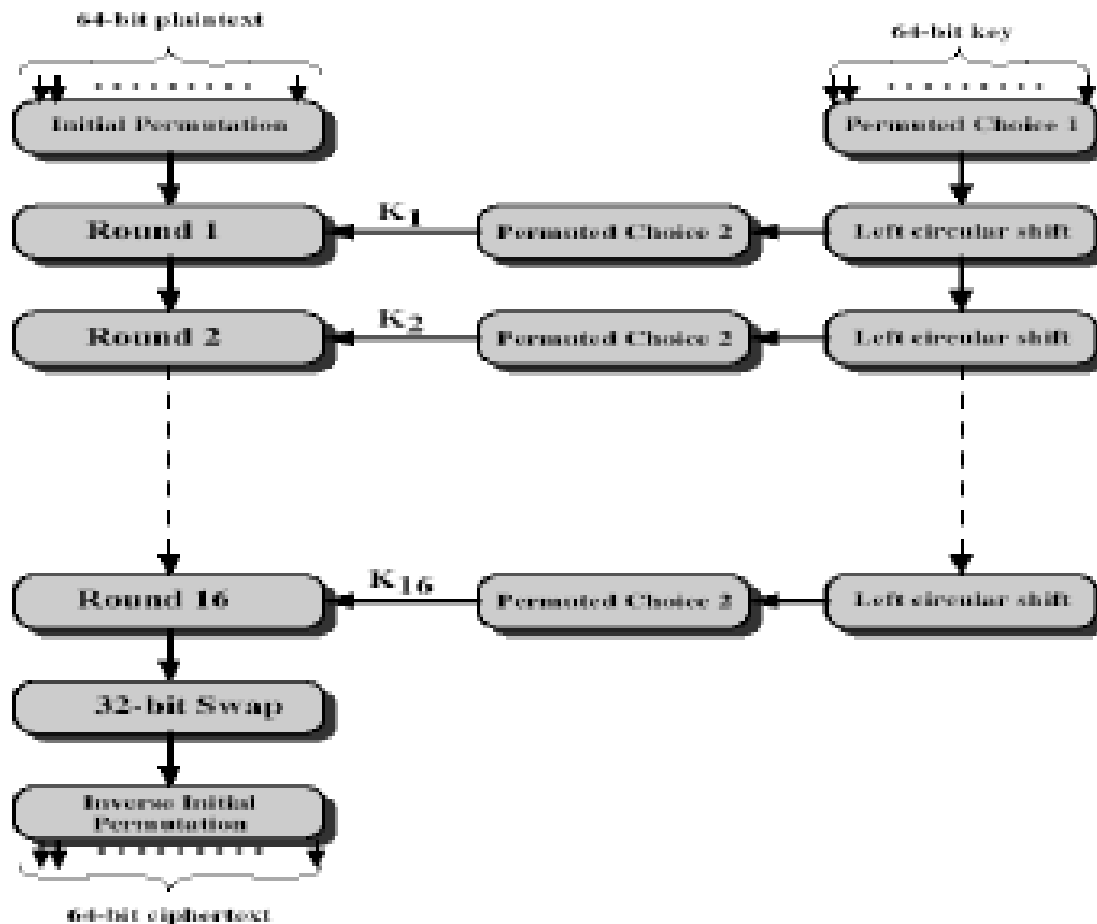 64-bit plaintext
64-bit key
Initial Permutation
Permuted Choice 1
Round 1
K1
Permuted Choice 2
Left circular shift
Round 2
K2
Permuted Choice 2
Left circular shift
Round 16
K16
Permuted Choice 2
Left circular shift
32-bit Swap
Inverse Initial
Permutation
64-bit ciphertext